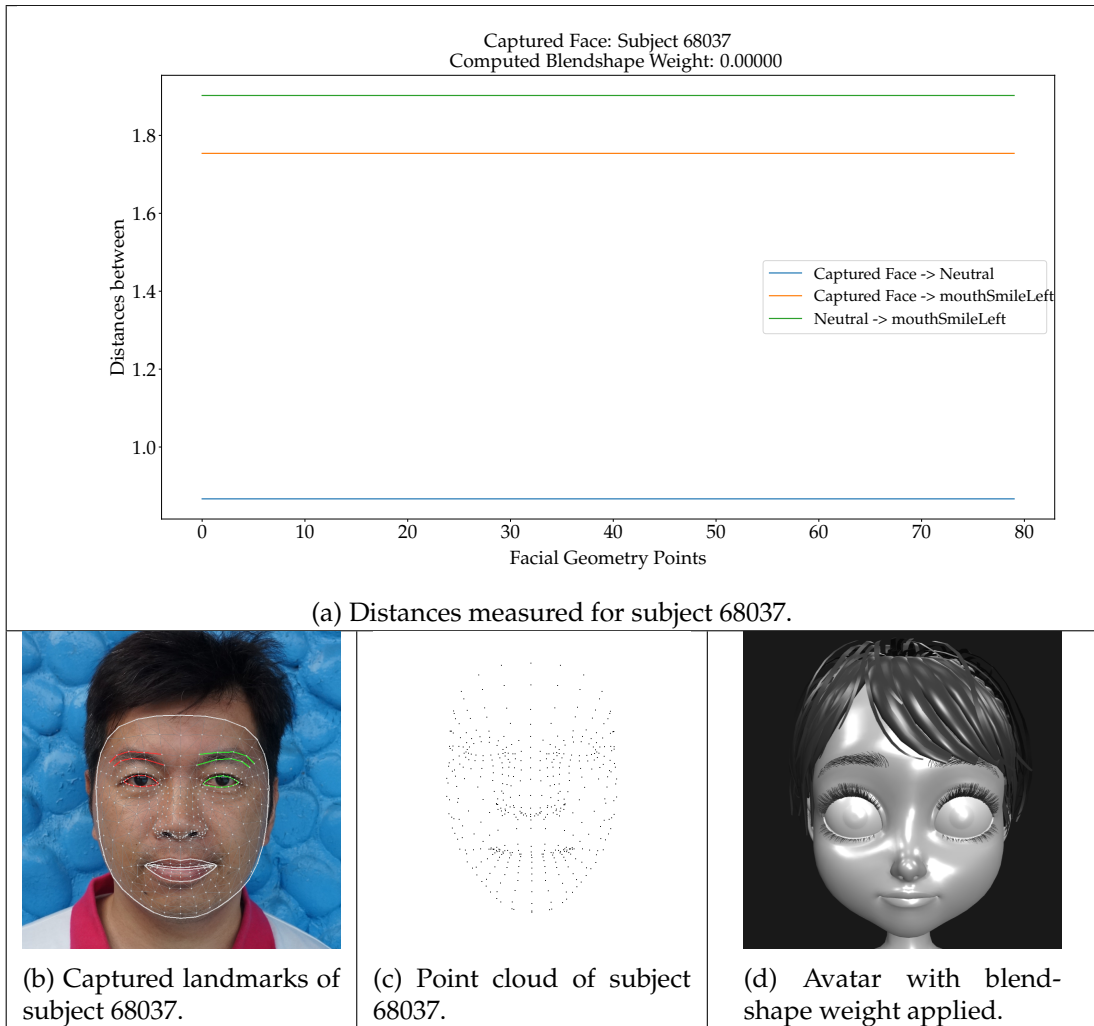 Captured Face: Subject 68037
Computed Blendshape Weight: 0.00000
1.8
1.6
1.4
1.2
1.0
Distances between
Captured Face -> Neutral
Captured Face -> mouthSmileLeft
Neutral -> mouthSmileLeft
0 10 20 30 40 50 60 70 80
Facial Geometry Points
(a) Distances measured for subject 68037.
(b) Captured landmarks of
subject 68037.
(c) Point cloud of subject
68037.
(d) Avatar with blend-
shape weight applied.